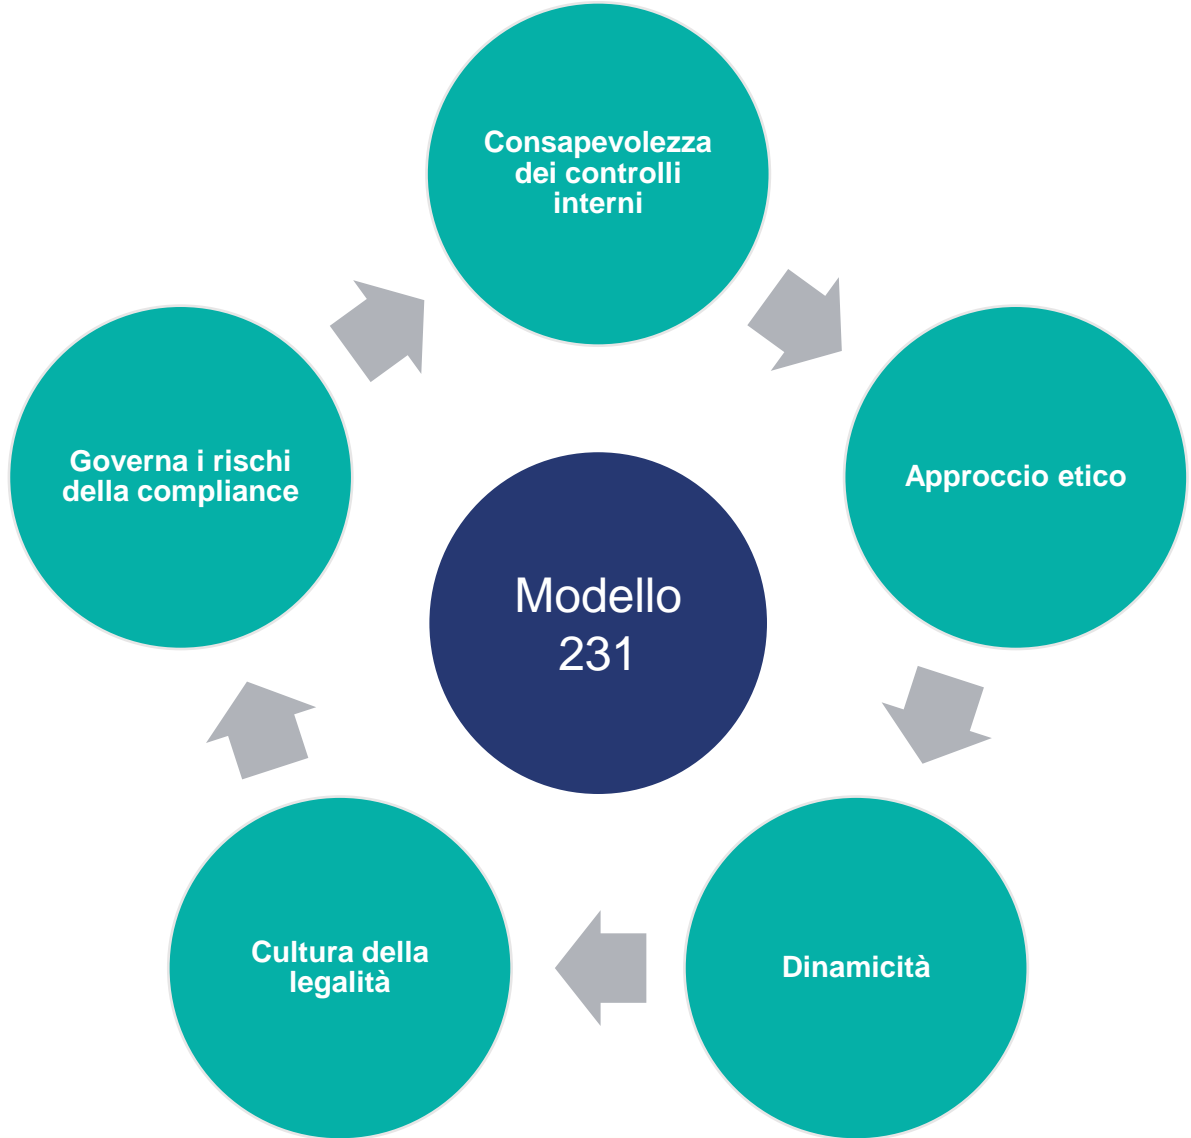 Consapevolezza
dei controlli
interni
Approccio etico
Dinamicità
Cultura della
legalità
Governa i rischi
della compliance
Modello
231